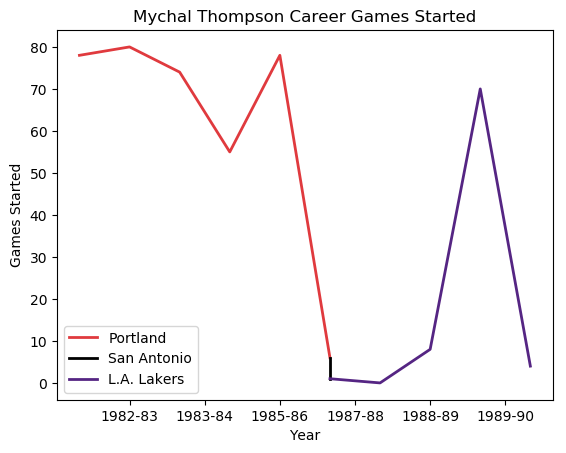 Mychal Thompson Career Games Started
Games Started
80
70
60
50
40
30
20
10
0
Portland
San Antonio
L.A. Lakers
1982-83 1983-84 1985-86 1987-88 1988-89 1989-90
Year